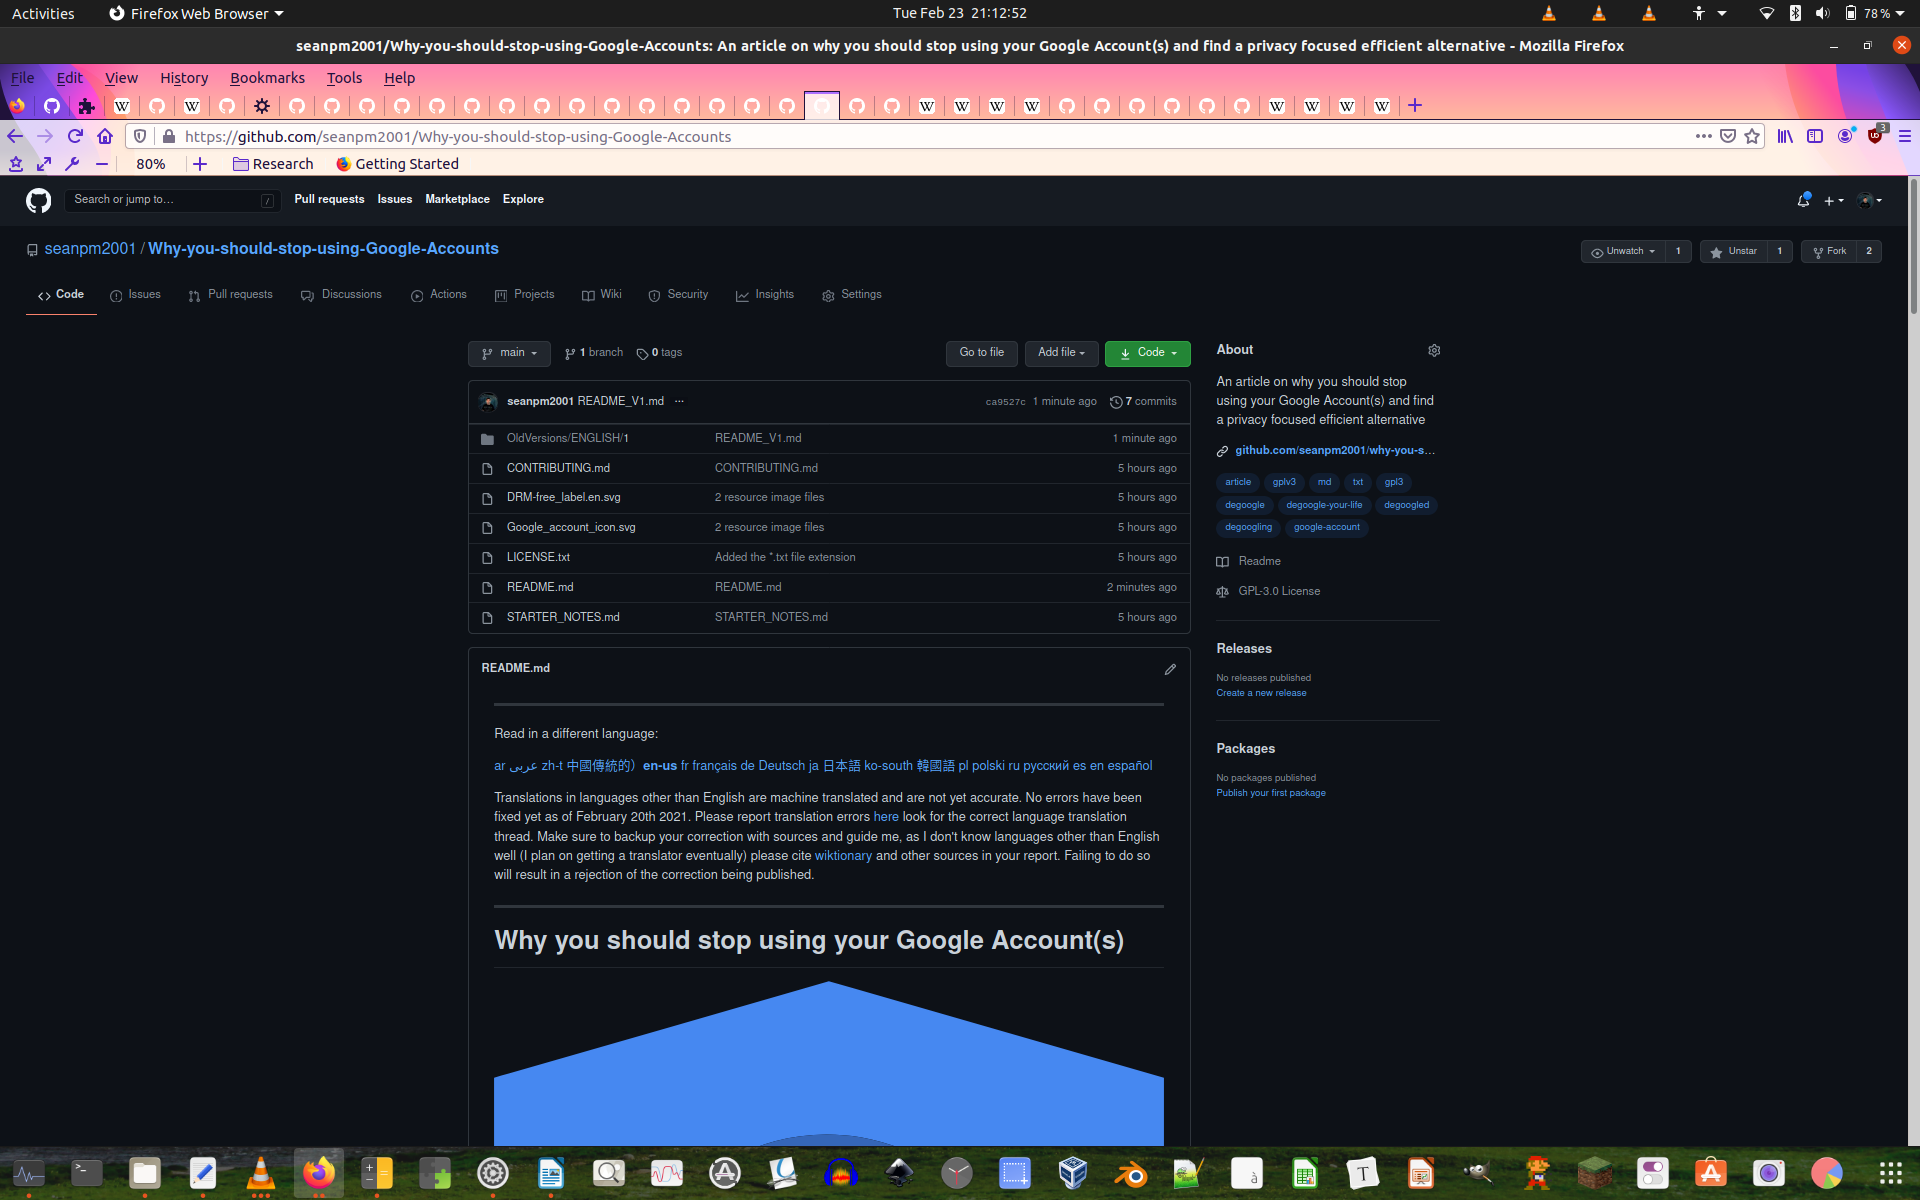 Activities
Firefox Web Browser
Tue Feb 23  21:12:52
78 %
seanpm2001/Why-you-should-stop-using-Google-Accounts: An article on why you should stop using your Google Account(s) and find a privacy focused efficient alternative - Mozilla Firefox
File Edit View History Bookmarks Tools Help
https://github.com/seanpm2001/Why-you-should-stop-using-Google-Accounts
3
80%
Research
Getting Started
Search or jump to…
/
Pull requests Issues Marketplace Explore
seanpm2001 / Why-you-should-stop-using-Google-Accounts
Unwatch 1
Unstar 1
Fork 2
Code Issues Pull requests Discussions Actions Projects Wiki Security Insights Settings
main
1 branch
0 tags
Go to file
Add file
Code
seanpm2001 README_V1.md ...
ca9527c 1 minute ago
7 commits
OldVersions/ENGLISH/1 README_V1.md 1 minute ago
CONTRIBUTING.md CONTRIBUTING.md 5 hours ago
DRM-free_label.en.svg 2 resource image files 5 hours ago
Google_account_icon.svg 2 resource image files 5 hours ago
LICENSE.txt Added the *.txt file extension 5 hours ago
README.md README.md 2 minutes ago
STARTER_NOTES.md STARTER_NOTES.md 5 hours ago
README.md
Read in a different language:
ar عربى zh-t 中國傳統的）en-us fr français de Deutsch ja 日本語 ko-south 韓國語 pl polski ru русский es en español
Translations in languages other than English are machine translated and are not yet accurate. No errors have been
fixed yet as of February 20th 2021. Please report translation errors here look for the correct language translation
thread. Make sure to backup your correction with sources and guide me, as I don't know languages other than English
well (I plan on getting a translator eventually) please cite wiktionary and other sources in your report. Failing to do so
will result in a rejection of the correction being published.
Why you should stop using your Google Account(s)
About
An article on why you should stop
using your Google Account(s) and find
a privacy focused efficient alternative
github.com/seanpm2001/why-you-s...
article gplv3 md txt gpl3
degoogle degoogle-your-life degoogled
degoogling google-account
Readme
GPL-3.0 License
Releases
No releases published
Create a new release
Packages
No packages published
Publish your first package